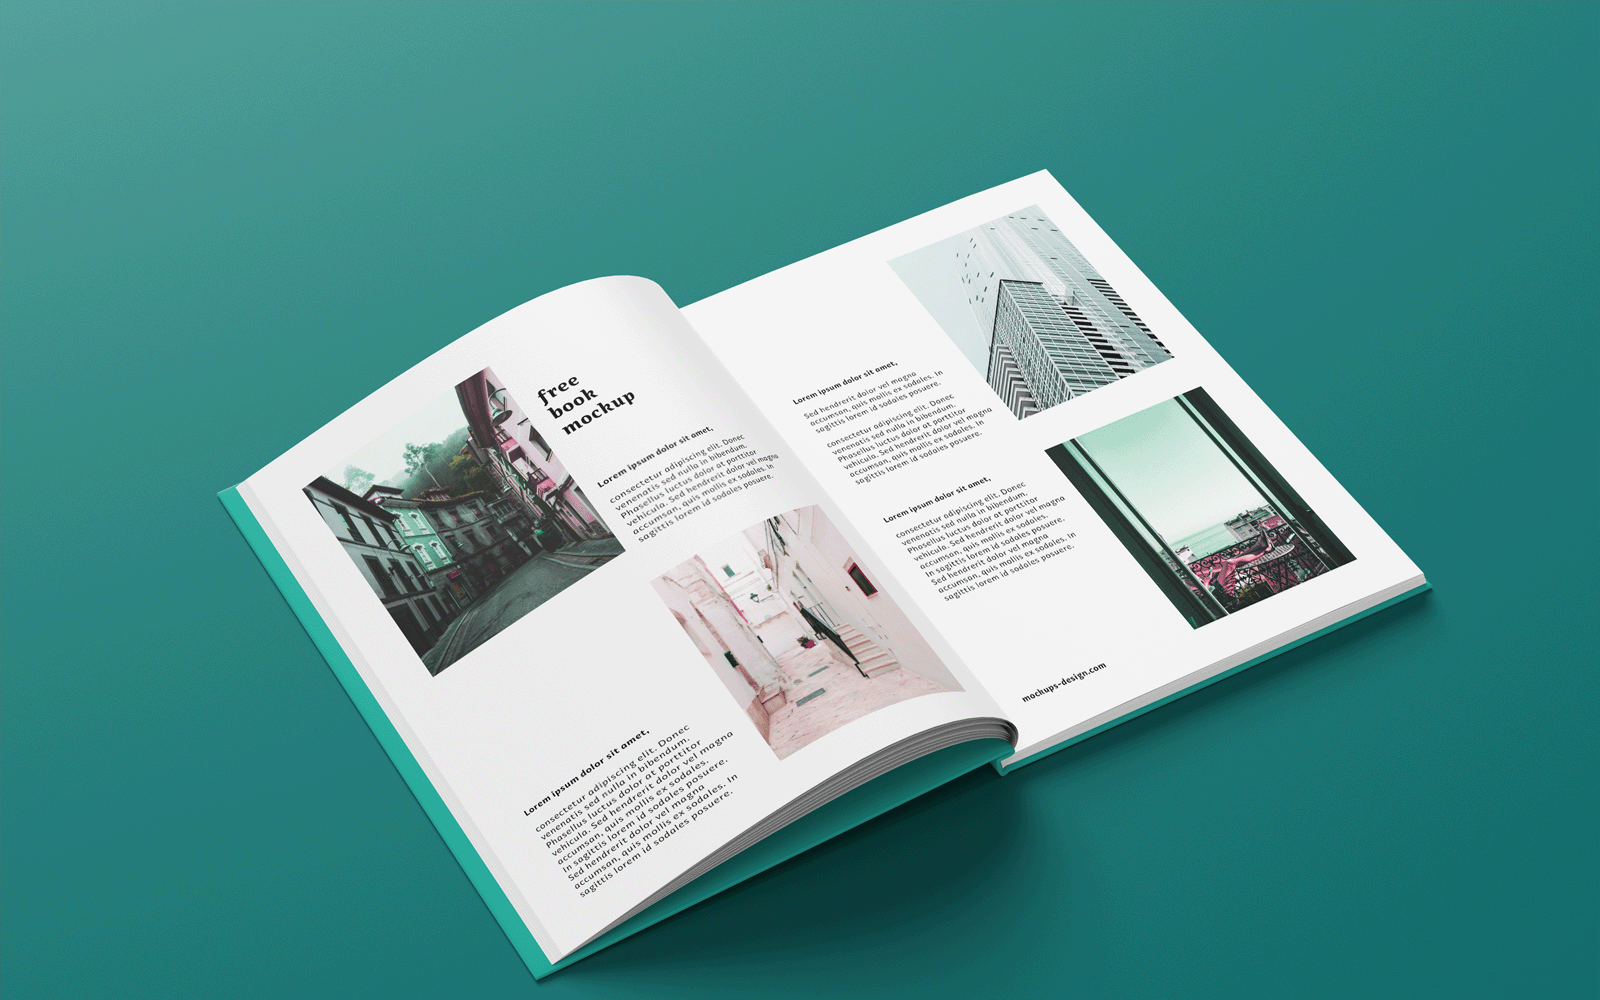 free
book
mockup
Lorem ipsum dolor sit amet,
consectetur adipiscing elit. Donec
venenatis sed nulla in bibendum.
Phasellus luctus dolor at porttitor
vehicula. Sed hendrerit dolor vel magna
accumsan, quis mollis ex sodales. In
sagittis lorem id sodales posuere.
Lorem ipsum dolor sit amet,
consectetur adipiscing elit. Donec
venenatis sed nulla in bibendum.
Phasellus luctus dolor at porttitor
vehicula. Sed hendrerit dolor vel magna
accumsan, quis mollis ex sodales.
In sagittis lorem id sodales posuere.
Sed hendrerit dolor vel magna
accumsan, quis mollis ex sodales. In
sagittis lorem id sodales posuere.
Lorem ipsum dolor sit amet,
Sed hendrerit dolor vel magna
accumsan, quis mollis ex sodales. In
sagittis lorem id sodales posuere.
consectetur adipiscing elit. Donec
venenatis sed nulla in bibendum.
Phasellus luctus dolor at porttitor
vehicula. Sed hendrerit dolor vel magna
accumsan, quis mollis ex sodales. In
sagittis lorem id sodales posuere.
Lorem ipsum dolor sit amet,
consectetur adipiscing elit. Donec
venenatis sed nulla in bibendum.
Phasellus luctus dolor at porttitor
vehicula. Sed hendrerit dolor vel magna
accumsan, quis mollis ex sodales.
In sagittis lorem id sodales posuere.
Sed hendrerit dolor vel magna
accumsan, quis mollis ex sodales. In
sagittis lorem id sodales posuere.
mockups-design.com